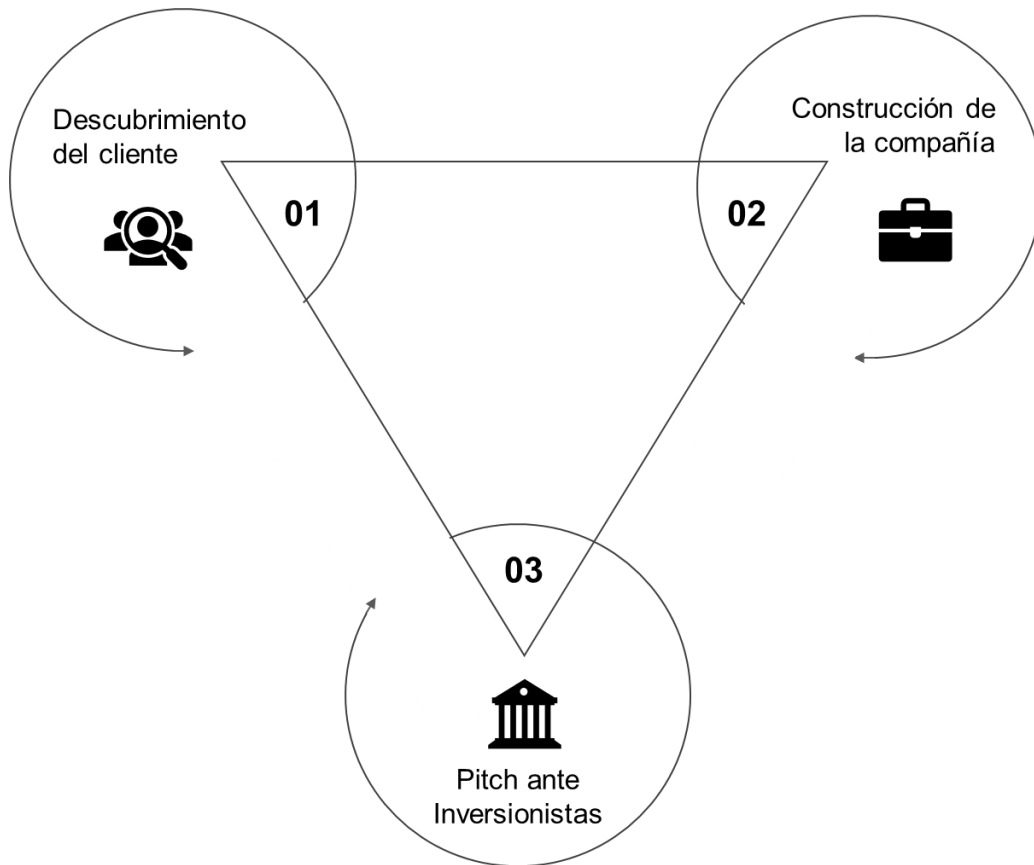 Descubrimiento
del cliente
01
Construcción de
la compañía
02
03
Pitch ante
Inversionistas